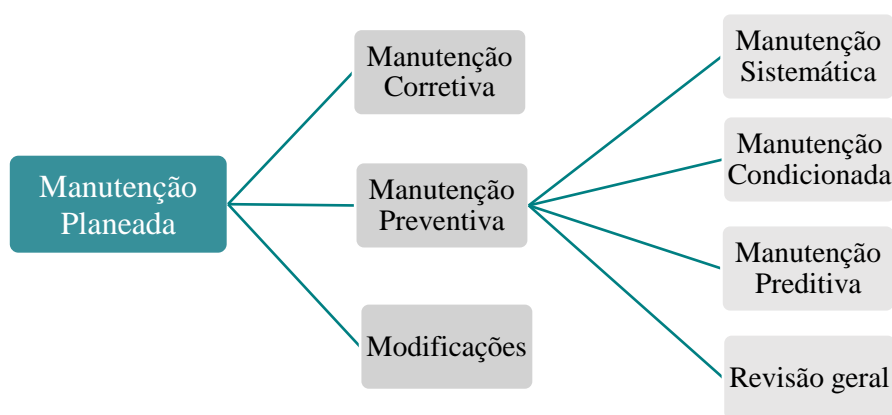 Manutenção
Planeada
Manutenção
Corretiva
Manutenção
Preventiva
Modificações
Manutenção
Sistemática
Manutenção
Condicionada
Manutenção
Preditiva
Revisão geral